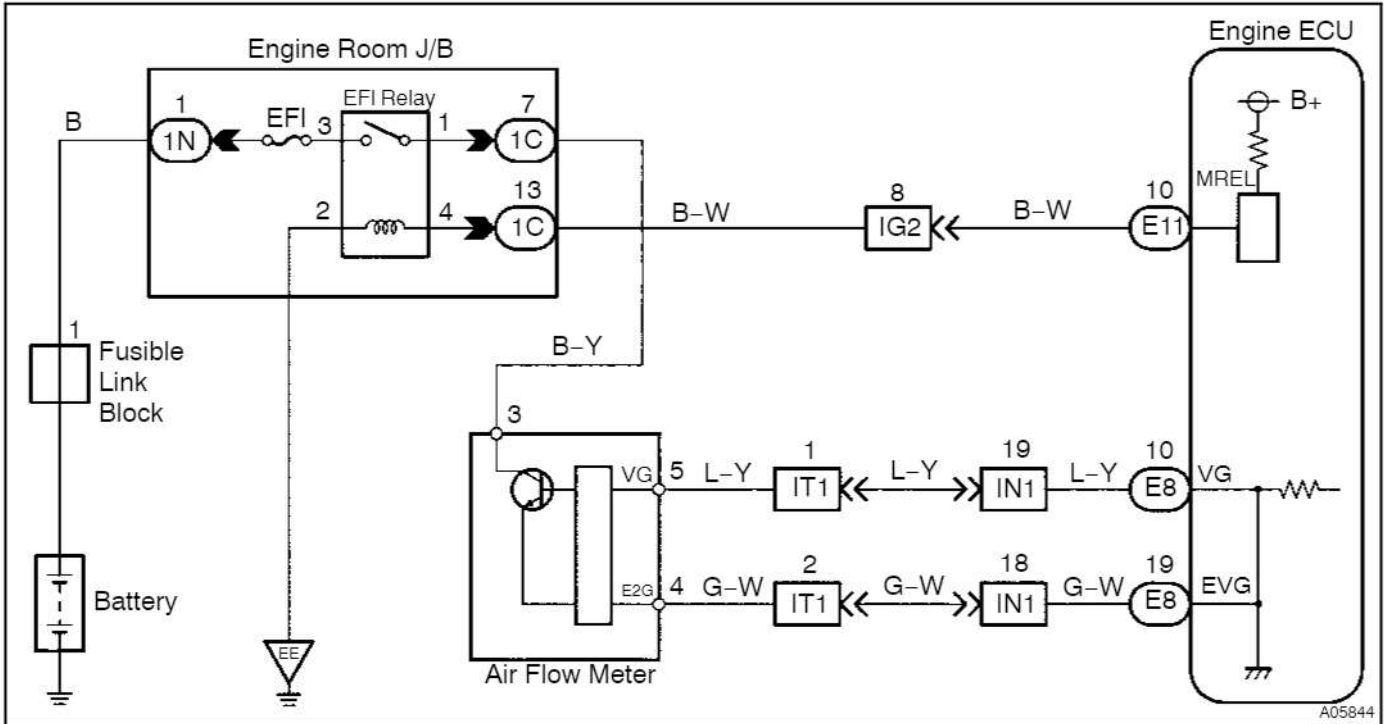 Engine ECU
Engine Room J/B
B+
B
1
1N
EFI
3
EFI Relay
1
7
1C
MREL
2
4
13
1C
B-W
8
IG2
B-W
10
E11
B-Y
1
Fusible
Link
Block
3
VG
5
L-Y
1
IT1
L-Y
19
IN1
L-Y
10
E8
VG
Battery
E2G
4
G-W
2
IT1
G-W
18
IN1
G-W
19
E8
EVG
EE
Air Flow Meter
A05844